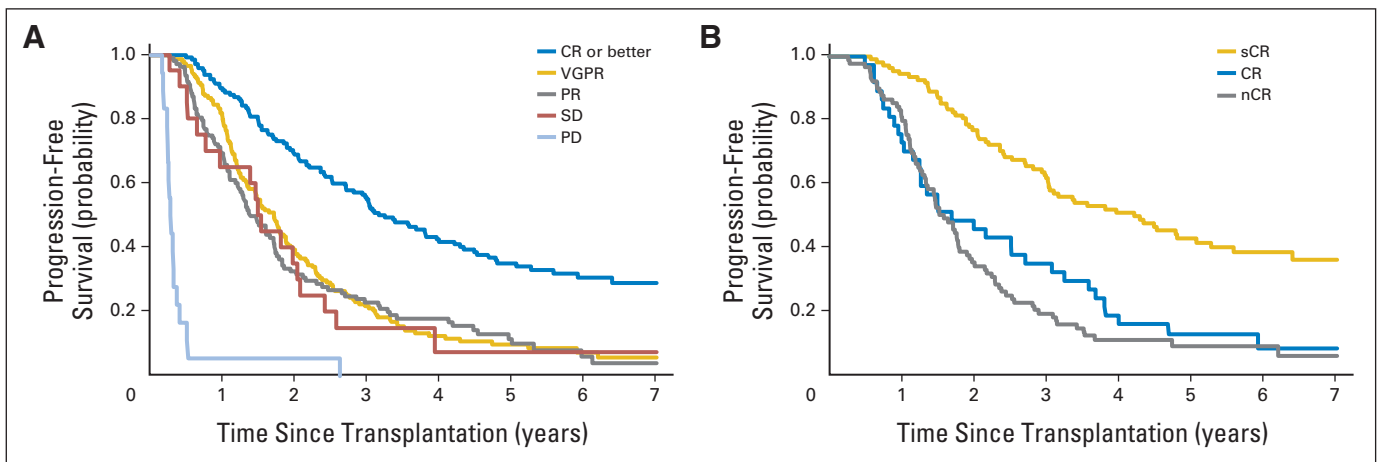 A
Progression-Free
Survival (probability)
1.0
0.8
0.6
0.4
0.2
0 1 2 3 4 5 6 7
Time Since Transplantation (years)
CR or better
VGPR
PR
SD
PD
B
Progression-Free
Survival (probability)
1.0
0.8
0.6
0.4
0.2
0 1 2 3 4 5 6 7
Time Since Transplantation (years)
sCR
CR
nCR